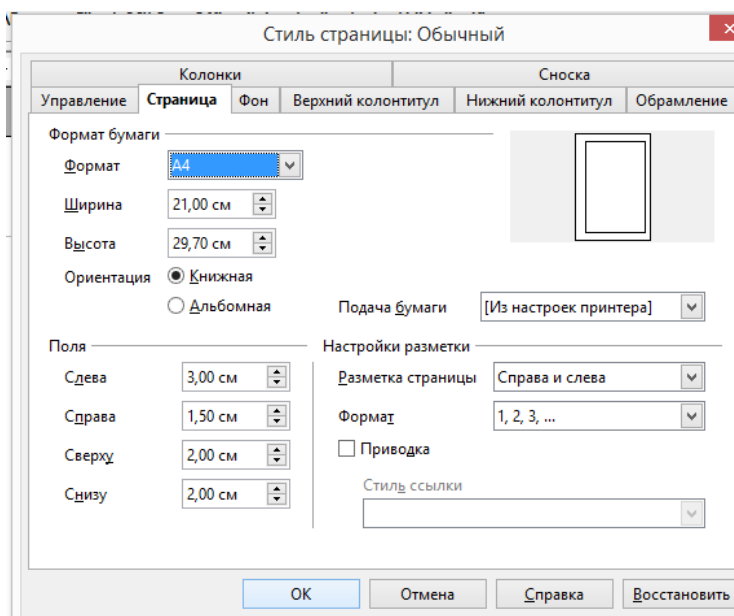 Стиль страницы: Обычный
Колонки Сноска
Управление Страница Фон Верхний колонтитул Нижний колонтитул Обрамление
Формат бумаги
Формат A4
Ширина 21,00 см
Высота 29,70 см
Ориентация Книжная
Альбомная Подача бумаги [Из настроек принтера]
Поля Настройки разметки
Слева 3,00 см Разметка страницы Справа и слева
Справа 1,50 см Формат 1, 2, 3, ...
Сверху 2,00 см Приводка
Снизу 2,00 см Стиль ссылки
OK Отмена Справка Восстановить